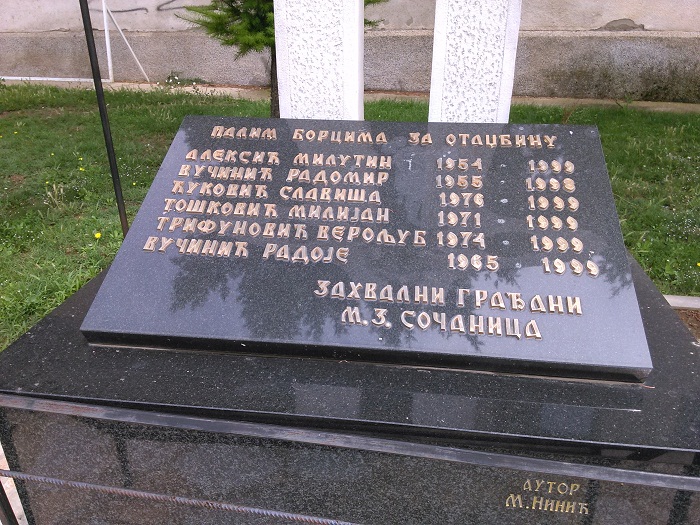 ПАЛИМ БОРЦИМА ЗА ОТАЏБИНУ
АЛЕКСИЋ МИЛУТИН 1954 - 1999
ВУЧИНИЋ РАДОМИР 1955 - 1998
ЂУКОВИЋ СЛАВИША 1976 - 1999
ТОШКОВИЋ МИЛИЈАН 1971 - 1999
ТРИФУНОВИЋ ВЕРОЉУБ 1974 - 1999
ВУЧИНИЋ РАДОЈЕ 1965 - 1999
ЗАХВАЛНИ ГРАЂАНИ
М.З. СОЧАНИЦА
АУТОР
М.НИНИЋ